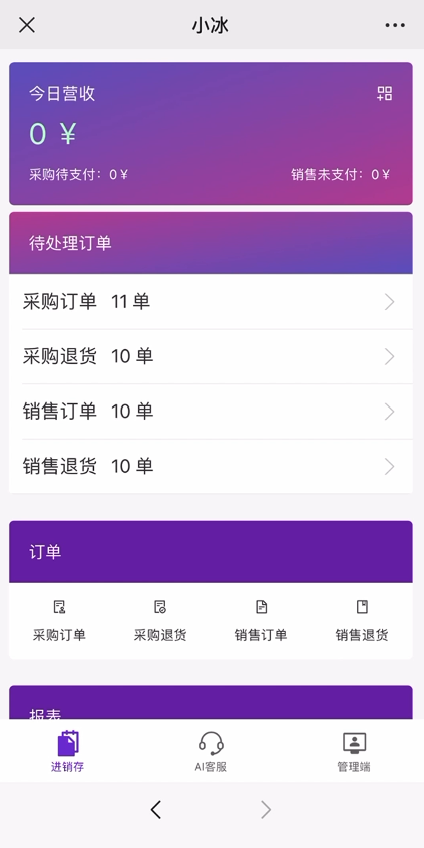 小冰
今日营收
0 ¥
采购待支付：0 ¥ 销售未支付：0 ¥
待处理订单
采购订单 11 单
采购退货 10 单
销售订单 10 单
销售退货 10 单
订单
采购订单 采购退货 销售订单 销售退货
报表
进销存 AI客服 管理端